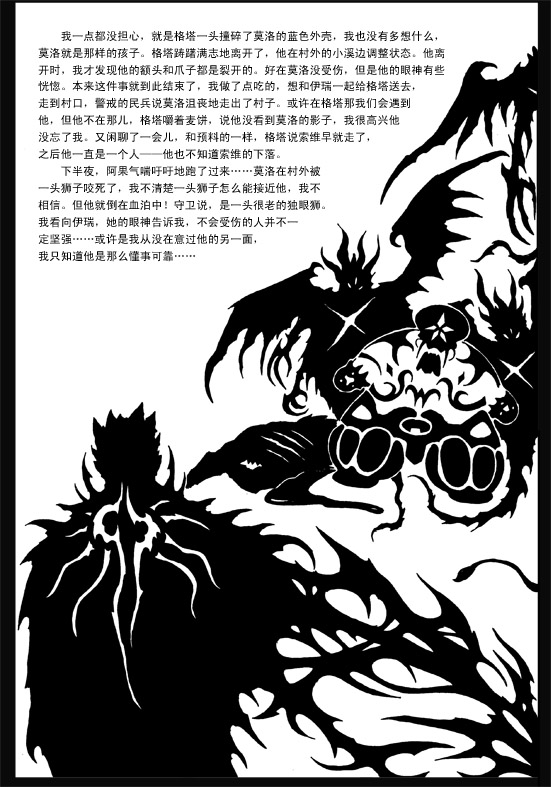 我一点都没担心，就是格塔一头撞碎了莫洛的蓝色外壳，我也没有多想什么，
莫洛就是那样的孩子。格塔踌躇满志地离开了，他在村外的小溪边调整状态。他离
开时，我才发现他的额头和爪子都是裂开的。好在莫洛没受伤，但是他的眼神有些
恍惚。本来这件事就到此结束了，我做了点吃的，想和伊瑞一起给格塔送去，
走到村口，警戒的民兵说莫洛沮丧地走出了村子。或许在格塔那我们会遇到
他，但他不在那儿，格塔嚼着麦饼，说他没看到莫洛的影子，我很高兴他
没忘了我。又闲聊了一会儿，和预料的一样，格塔说索维早就走了，
之后他一直是一个人——他也不知道索维的下落。
下半夜，阿果气喘吁吁地跑了过来……莫洛在村外被
一头狮子咬死了，我不清楚一头狮子怎么能接近他，我不
相信。但他就倒在血泊中！守卫说，是一头很老的独眼狮。
我看向伊瑞，她的眼神告诉我，不会受伤的人并不一
定坚强……或许是我从没在意过他的另一面，
我只知道他是那么懂事可靠……